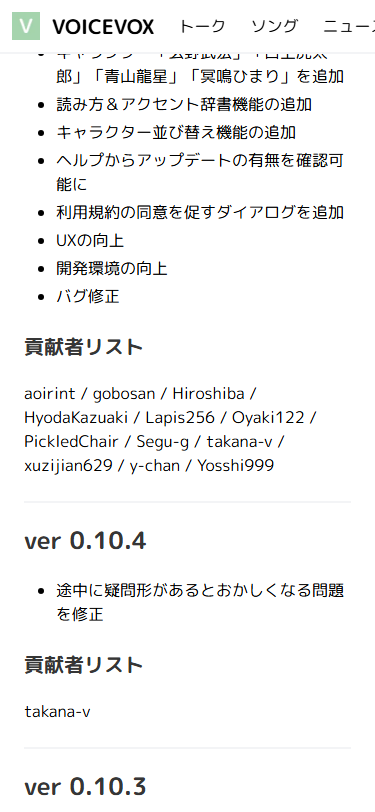 V VOICEVOX トーク ソング ニュース
郎」「青山龍星」「冥鳴ひまり」を追加
読み方＆アクセント辞書機能の追加
キャラクター並び替え機能の追加
ヘルプからアップデートの有無を確認可
能に
利用規約の同意を促すダイアログを追加
UXの向上
開発環境の向上
バグ修正
貢献者リスト
aoirint / gobosan / Hiroshiba /
HyodaKazuaki / Lapis256 / Oyaki122 /
PickledChair / Segu-g / takana-v /
xuzijian629 / y-chan / Yosshi999
ver 0.10.4
途中に疑問形があるとおかしくなる問題
を修正
貢献者リスト
takana-v
ver 0.10.3